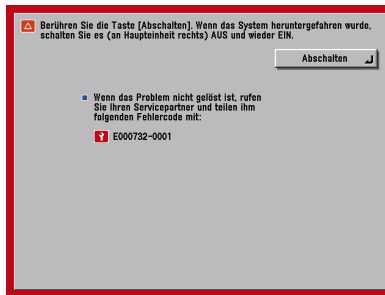 Berühren Sie die Taste [Abschalten]. Wenn das System heruntergefahren wurde,
schalten Sie es (an Haupteinheit rechts) AUS und wieder EIN.
Abschalten
Wenn das Problem nicht gelöst ist, rufen
Sie Ihren Servicepartner und teilen ihm
folgenden Fehlercode mit:
E000732-0001